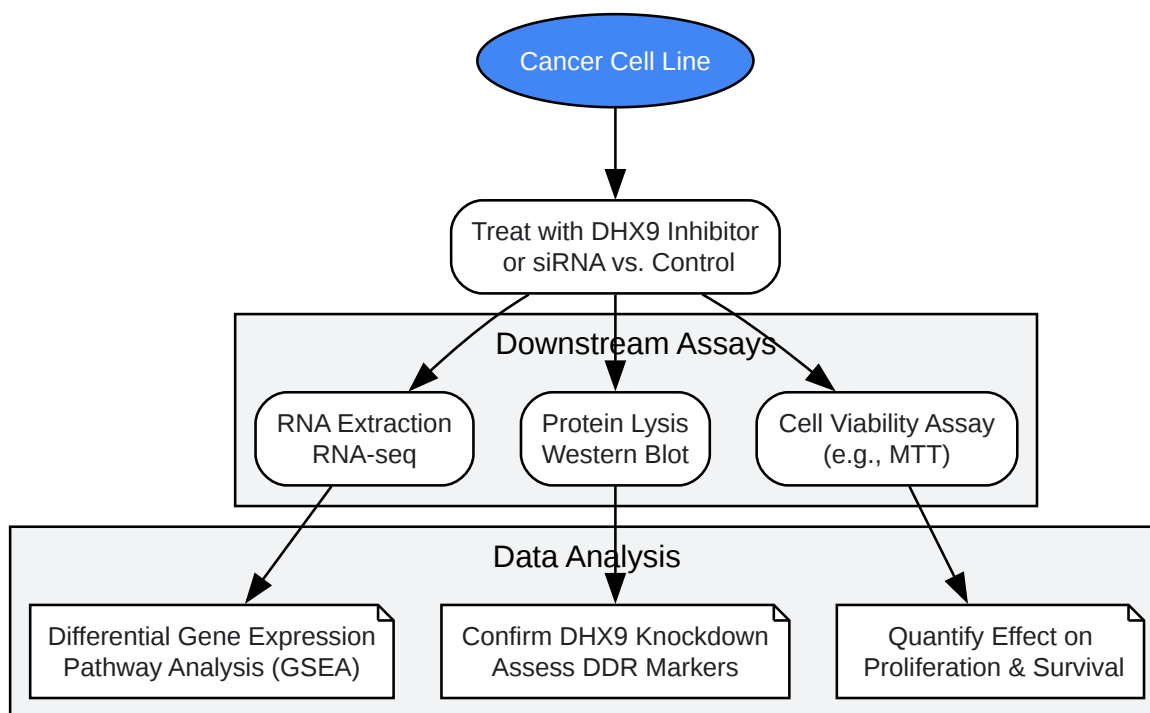 Cancer Cell Line
Treat with DHX9 Inhibitor
or siRNA vs. Control
Downstream Assays
RNA Extraction
RNA-seq
Protein Lysis
Western Blot
Cell Viability Assay
(e.g., MTT)
Data Analysis
Differential Gene Expression
Pathway Analysis (GSEA)
Confirm DHX9 Knockdown
Assess DDR Markers
Quantify Effect on
Proliferation & Survival